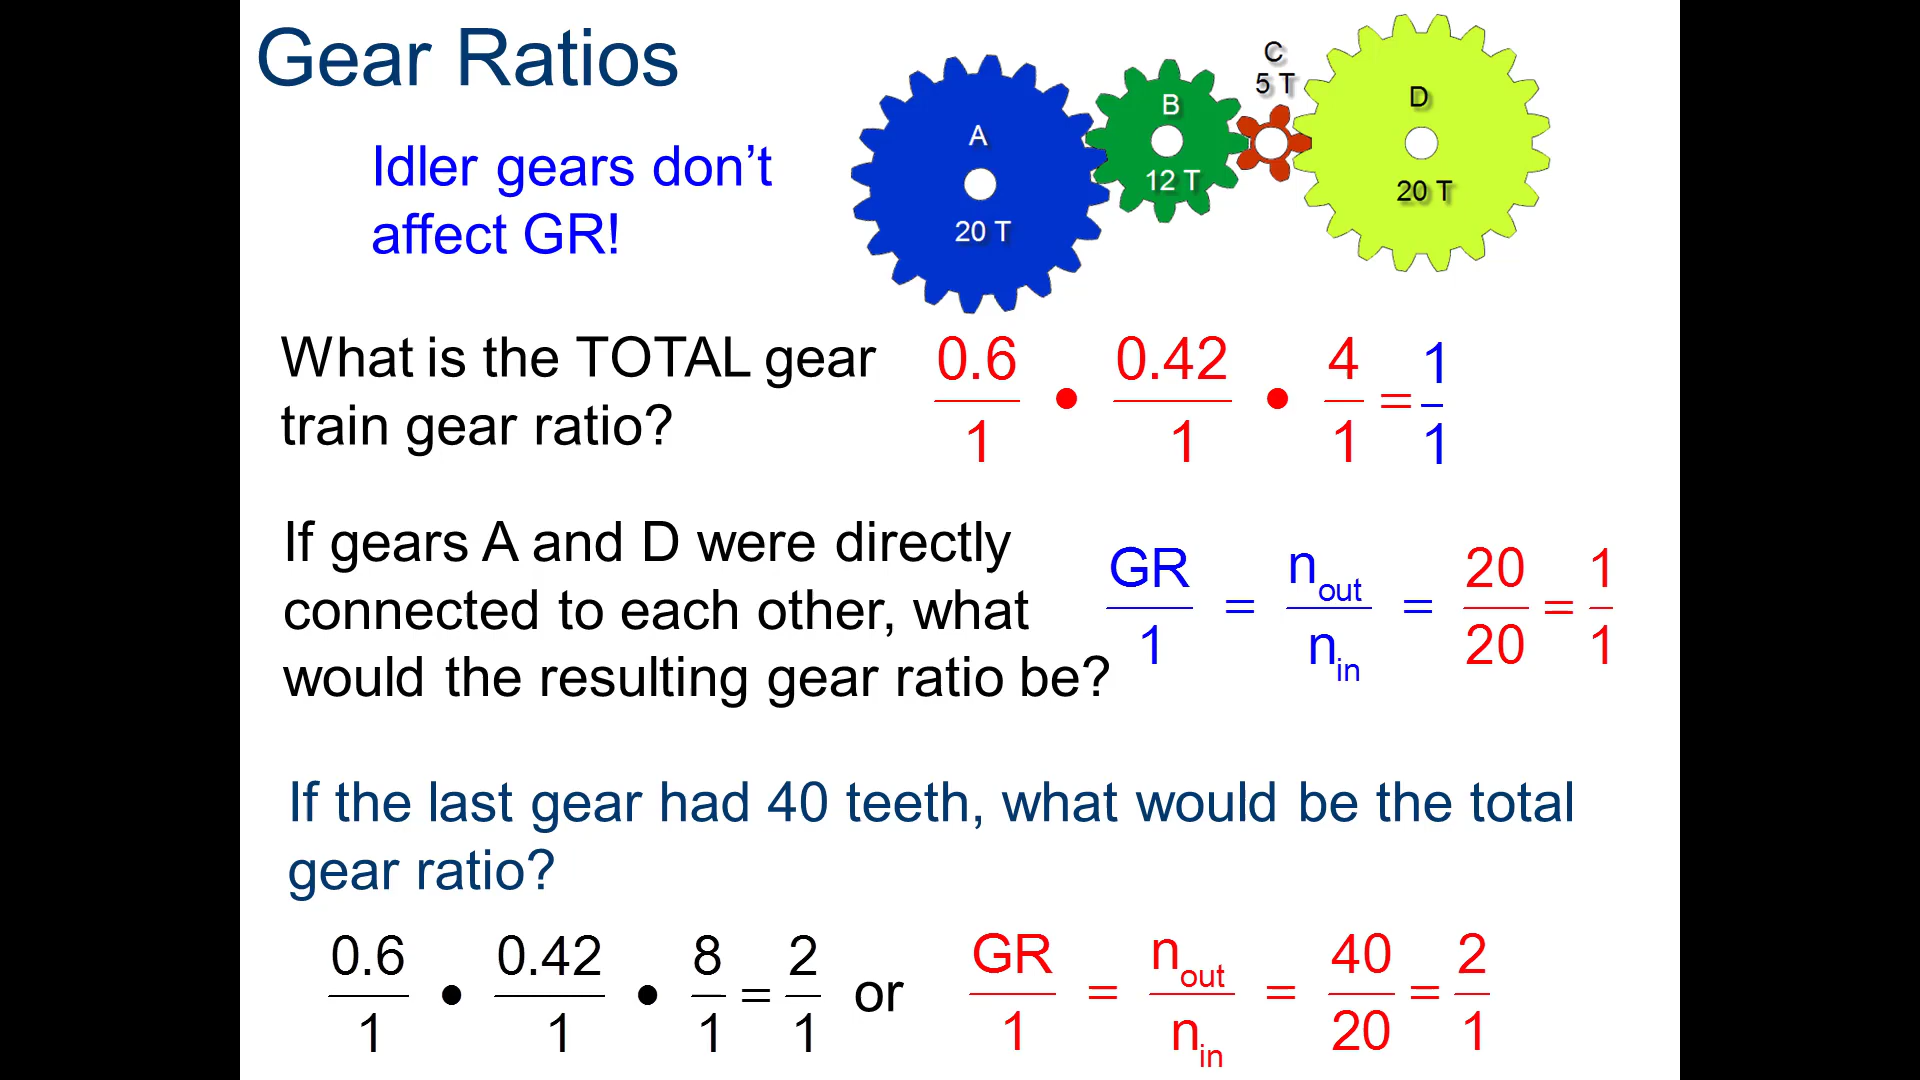 Gear Ratios
Idler gears don’t
affect GR!
A
20 T
B
12 T
C
5 T
D
20 T
What is the TOTAL gear
train gear ratio?
0.6/1 • 0.42/1 • 4/1 = 1/1
If gears A and D were directly
connected to each other, what
would the resulting gear ratio be?
GR/1 = n_out/n_in = 20/20 = 1/1
If the last gear had 40 teeth, what would be the total
gear ratio?
0.6/1 • 0.42/1 • 8/1 = 2/1 or GR/1 = n_out/n_in = 40/20 = 2/1